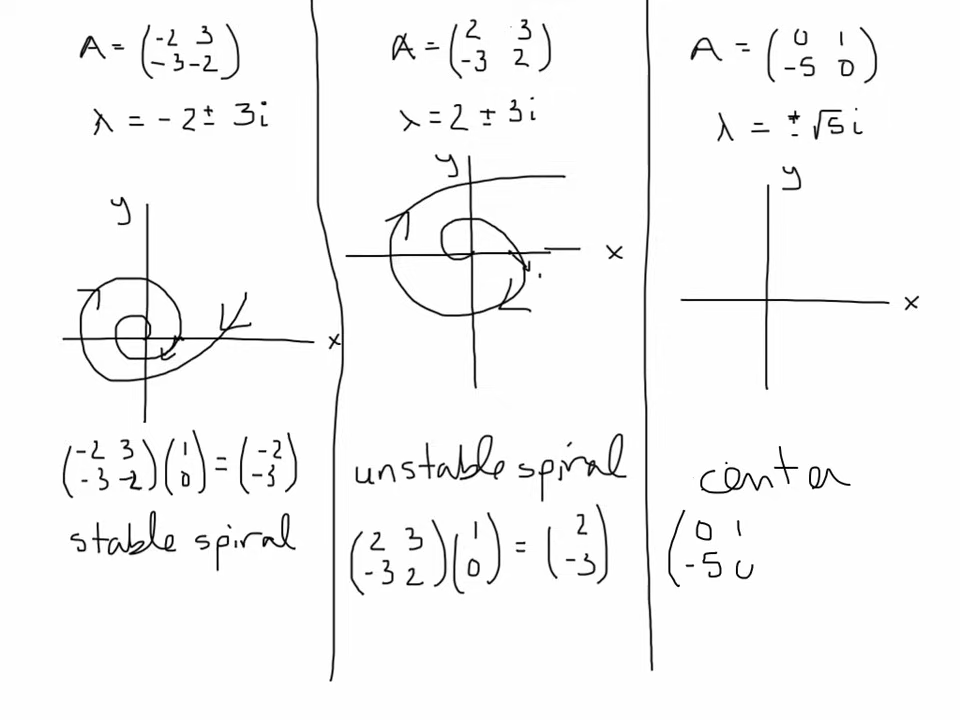 A = (-2 3
-3 -2)
λ = -2 ± 3i
y
x
(-2 3
-3 -2) (1
0) = (-2
-3)
stable spiral
A = (2 3
-3 2)
λ = 2 ± 3i
y
x
unstable spiral
(2 3
-3 2) (1
0) = (2
-3)
A = (0 1
-5 0)
λ = ± √5 i
y
x
center
(0 1
-5 0